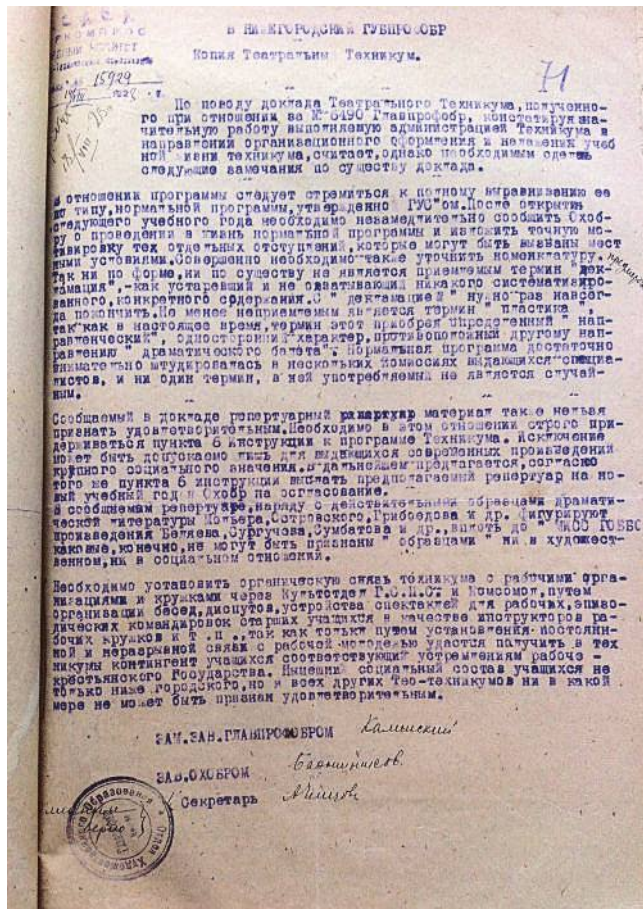 В НИЖЕГОРОДСКИЙ ГУБПРОФОБР
Копия Театральны Техникум.
15929
71
По поводу доклада Театрального Техникума, полученно-
го при отношении за № 6490 Главпрофобр, констатируя зна-
чительную работу выполняемую администрацией Техникума в
направлении организационного оформления и налажения учеб
ной жизни техникума, считает, однако необходимым сделать
следующие замечания по существу доклада.
В отношении программы следует стремиться к полному выравниванию ее
по типу, нормальной программы, утвержденно ГУС"ом. После открытия
следующего учебного года необходимо незамедлительно сообщить Охоб-
ру о проведении в жизнь нормальной программы и изложить точную мо-
тивировку тех отдельных отступлений, которые могут быть вызваны мест
ными условиями. Совершенно необходимо также уточнить номенклатуру.
Так ни по форме, ни по существу не является приемлемым термин "дек-
ламация", -как устаревший и не охватывающий никакого систематизиро-
ванного, конкретного содержания. С " декламацией" нужно раз навсег-
да покончить. Не менее неприемлемым является термин " пластика ",
так как в настоящее время, термин этот приобрел определенный " нап-
равленческий", односторонний характер, противоположный другому нап-
равлению " драматического балета". Нормальная программа достаточно
внимательно штудировалась в нескольких комиссиях выдающихся специа-
листов, и ни один термин, в ней употребляемый не является случай-
ным.
Сообщаемый в докладе репертуарный репертуар материал также нельзя
признать удовлетворительным. Необходимо в этом отношении строго при-
держиваться пункта 6 Инструкции к программе Техникума. Исключение
может быть допускаемо лишь для выдающихся современных произведений
крупного социального значения. В дальнейшем предлагается, согласно
того же пункта 6 инструкции выслать предполагаемый репертуар на но-
вый учебный год в Охобр на согласование.
В сообщаемам репертуаре, наряду с действительными образцами драмати-
ческой литературы Мольера, Островского, Грибоедова и др. фигурируют
произведения Беляева, Сургучова, Сумбатова и др., вплоть до " МИСС ГОББС
каковые, конечно, не могут быть признаны " образцами" ни в художест-
венном, ни в социальном отношении.
Необходимо установить органическую связь техникума с рабочими орга-
низациями и кружками через Культотдел Г.С.П.С. и Комсомол, путем
организации бесед, диспутов, устройства спектаклей для рабочих, эпизо-
дических командировок старших учащихся в качестве инструкторов ра-
бочих кружков и т .п ., так как только путем установления постоянн-
ной и неразрывной связи с рабочей молодежью удастся получить в тех
никумы контингент учащихся соответствующий устремлениям рабоче -
крестьянского Государства. Нынешний социальный состав учащихся не
только ниже городского, но и всех других Теа-техникумов ни в какой
мере не может быть признан удовлетворительным.
ЗАМ.ЗАВ.ГЛАВПРОФОБРОМ
ЗАВ.ОХОБРОМ
Секретарь